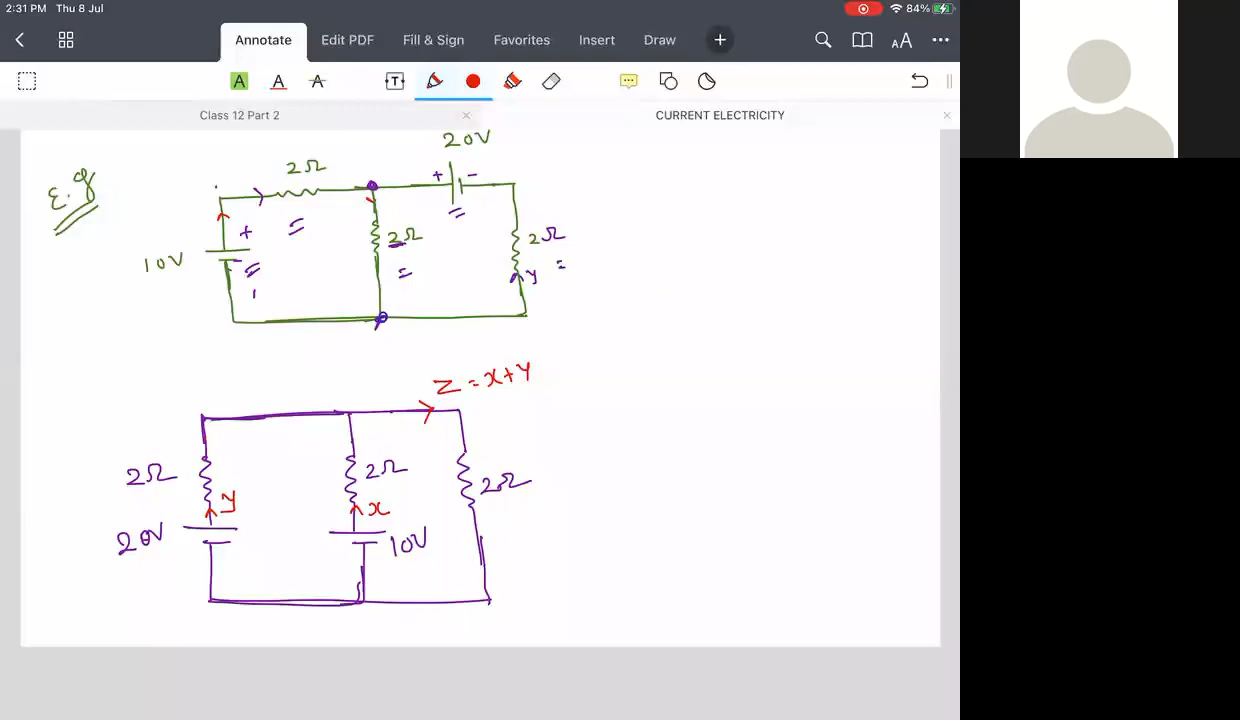 2:31 PM Thu 8 Jul 84%
Annotate Edit PDF Fill & Sign Favorites Insert Draw
AA
A A A T
Class 12 Part 2 CURRENT ELECTRICITY
E.g
20V
2Ω
+ -
+
10V
-
2Ω
2Ω
y
=
Z = x+y
2Ω
2Ω
2Ω
y
x
20V
10V